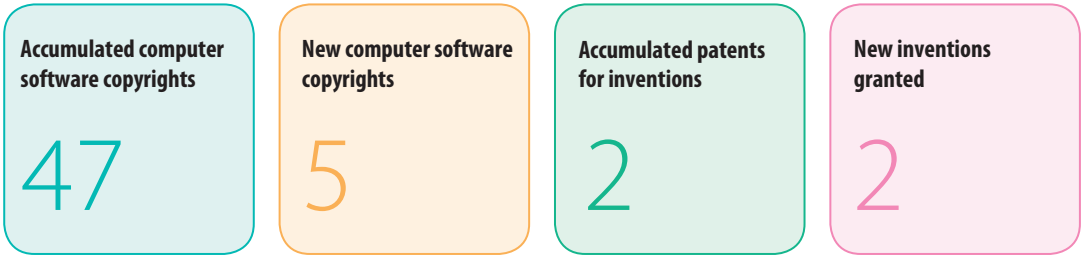 Accumulated computer
software copyrights
47
New computer software
copyrights
5
Accumulated patents
for inventions
2
New inventions
granted
2